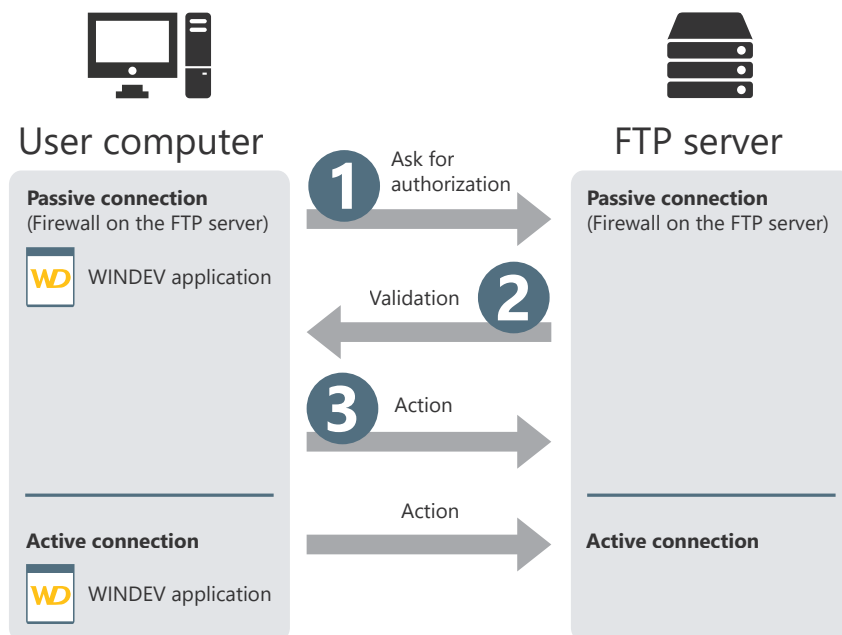 User computer
FTP server
Passive connection
(Firewall on the FTP server)
WD WINDEV application
1 Ask for
authorization
Passive connection
(Firewall on the FTP server)
Validation 2
3 Action
Active connection
WD WINDEV application
Action
Active connection